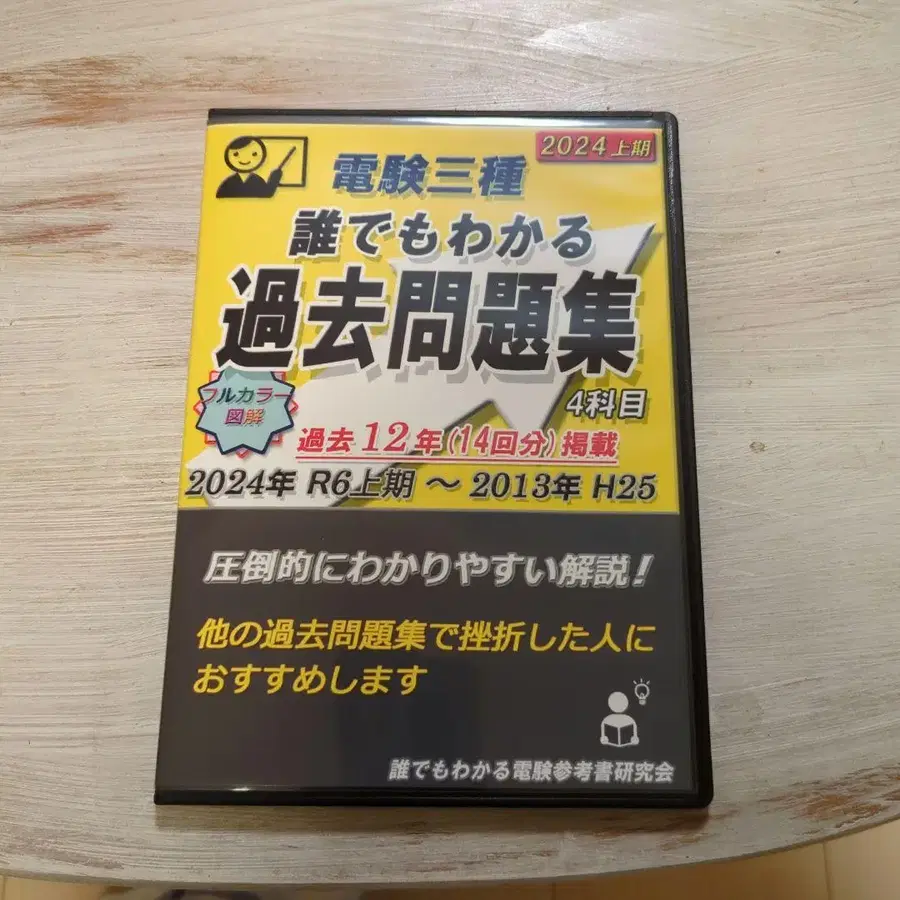 2024 上期
電験三種
誰でもわかる
過去問題集
4科目
フルカラー
図解
過去12年(14回分)掲載
2024年 R6上期 〜 2013年 H25
圧倒的にわかりやすい解説!
他の過去問題集で挫折した人に
おすすめします
誰でもわかる電験参考書研究会